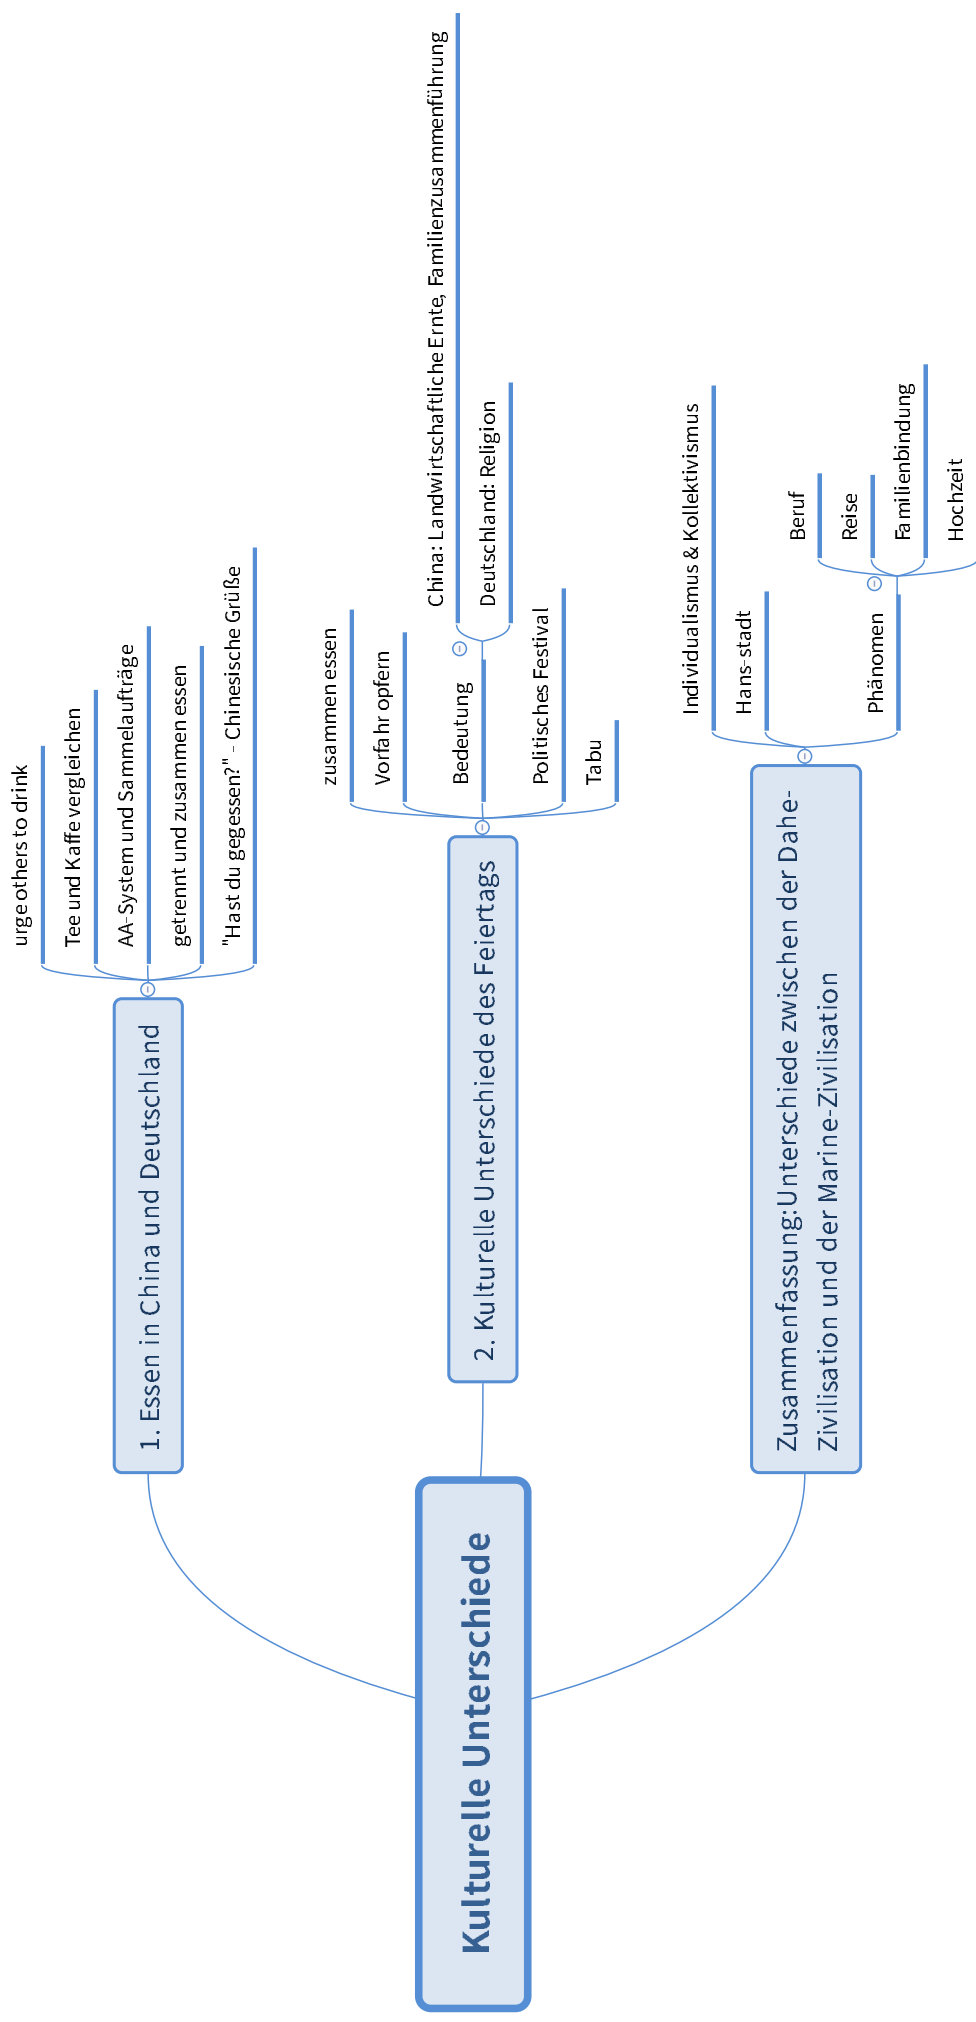 Kulturelle Unterschiede
1. Essen in China und Deutschland
urge others to drink
Tee und Kaffe vergleichen
AA-System und Sammelaufträge
getrennt und zusammen essen
"Hast du gegessen?" - Chinesische Grüße
2. Kulturelle Unterschiede des Feiertags
zusammen essen
Vorfahr opfern
Bedeutung
China: Landwirtschaftliche Ernte, Familienzusammenführung
Deutschland: Religion
Politisches Festival
Tabu
Zusammenfassung:Unterschiede zwischen der Dahe-
Zivilisation und der Marine-Zivilisation
Individualismus & Kollektivismus
Hans-stadt
Phänomen
Beruf
Reise
Familienbindung
Hochzeit